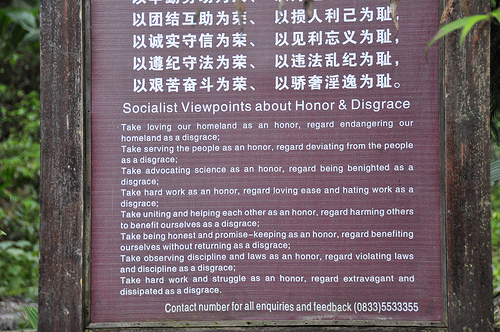 以团结互助为荣、以损人利己为耻，
以诚实守信为荣、以见利忘义为耻，
以遵纪守法为荣、以违法乱纪为耻，
以艰苦奋斗为荣、以骄奢淫逸为耻。
Socialist Viewpoints about Honor & Disgrace
Take loving our homeland as an honor, regard endangering our
homeland as a disgrace;
Take serving the people as an honor, regard deviating from the people
as a disgrace;
Take advocating science as an honor, regard being benighted as a
disgrace;
Take hard work as an honor, regard loving ease and hating work as a
disgrace;
Take uniting and helping each other as an honor, regard harming others
to benefit ourselves as a disgrace;
Take being honest and promise-keeping as an honor, regard benefiting
ourselves without returning as a disgrace;
Take observing discipline and laws as an honor, regard violating laws
and discipline as a disgrace;
Take hard work and struggle as an honor, regard extravagant and
dissipated as a disgrace.
Contact number for all enquiries and feedback (0833)5533355